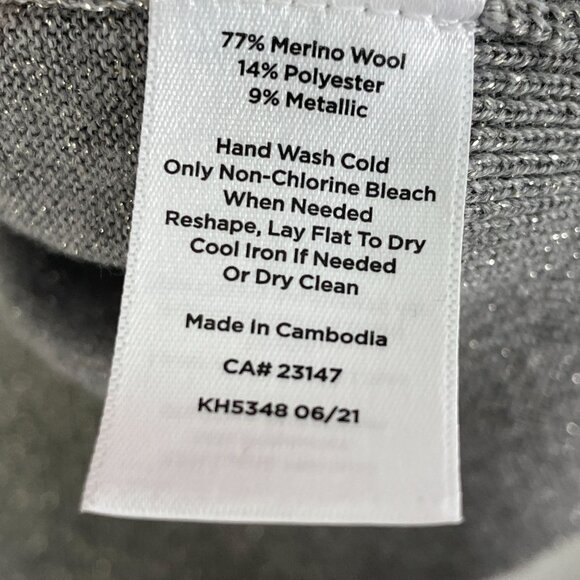 77% Merino Wool
14% Polyester
9% Metallic
Hand Wash Cold
Only Non-Chlorine Bleach
When Needed
Reshape, Lay Flat To Dry
Cool Iron If Needed
Or Dry Clean
Made In Cambodia
CA# 23147
KH5348 06/21